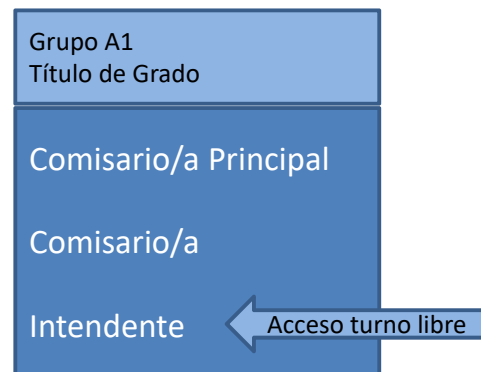 Grupo A1
Título de Grado
Comisario/a Principal
Comisario/a
Intendente
Acceso turno libre